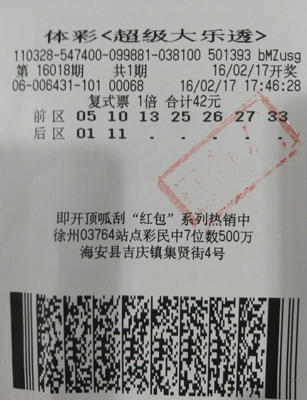 体彩<超级大乐透>
110328-547400-099881-038100 501393 bMZusg
第 16018期 共1期 16/02/17开奖
06-006431-101 00068 16/02/17 17:46:28
复式票 1倍 合计42元
前区 05 10 13 25 26 27 33
后区 01 11 - - - - -
即开顶呱刮“红包”系列热销中
徐州03764站点彩民中7位数500万
海安县吉庆镇集贤街4号